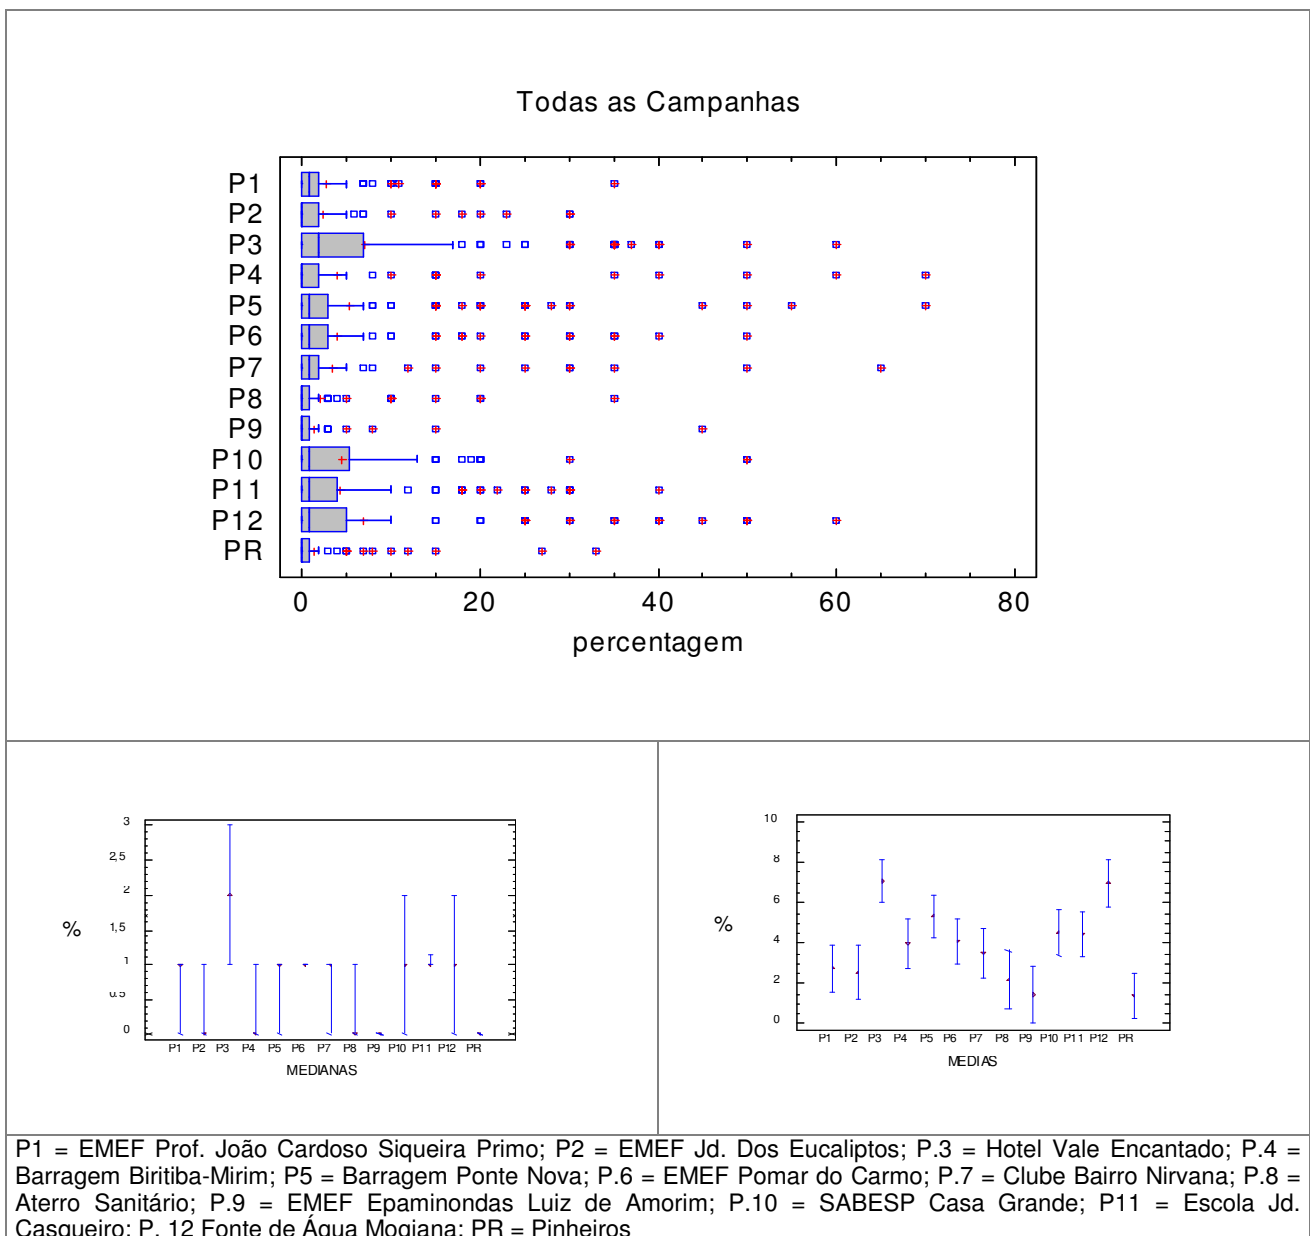 Todas as Campanhas
P1
P2
P3
P4
P5
P6
P7
P8
P9
P10
P11
P12
PR
0 20 40 60 80
percentagem
3
2,5
2
1,5
1
0.5
0
%
P1 P2 P3 P4 P5 P6 P7 P8 P9 P10 P11 P12 PR
MEDIANAS
10
8
6
4
2
0
%
P1 P2 P3 P4 P5 P6 P7 P8 P9 P10 P11 P12 PR
MEDIAS
P1 = EMEF Prof. João Cardoso Siqueira Primo; P2 = EMEF Jd. Dos Eucaliptos; P.3 = Hotel Vale Encantado; P.4 =
Barragem Biritiba-Mirim; P5 = Barragem Ponte Nova; P.6 = EMEF Pomar do Carmo; P.7 = Clube Bairro Nirvana; P.8 =
Aterro Sanitário; P.9 = EMEF Epaminondas Luiz de Amorim; P.10 = SABESP Casa Grande; P11 = Escola Jd.
Casqueiro; P. 12 Fonte de Água Mogiana; PR = Pinheiros